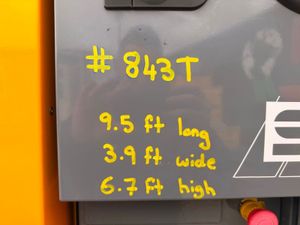 # 843T
9.5 ft long
3.9 ft wide
6.7 ft high